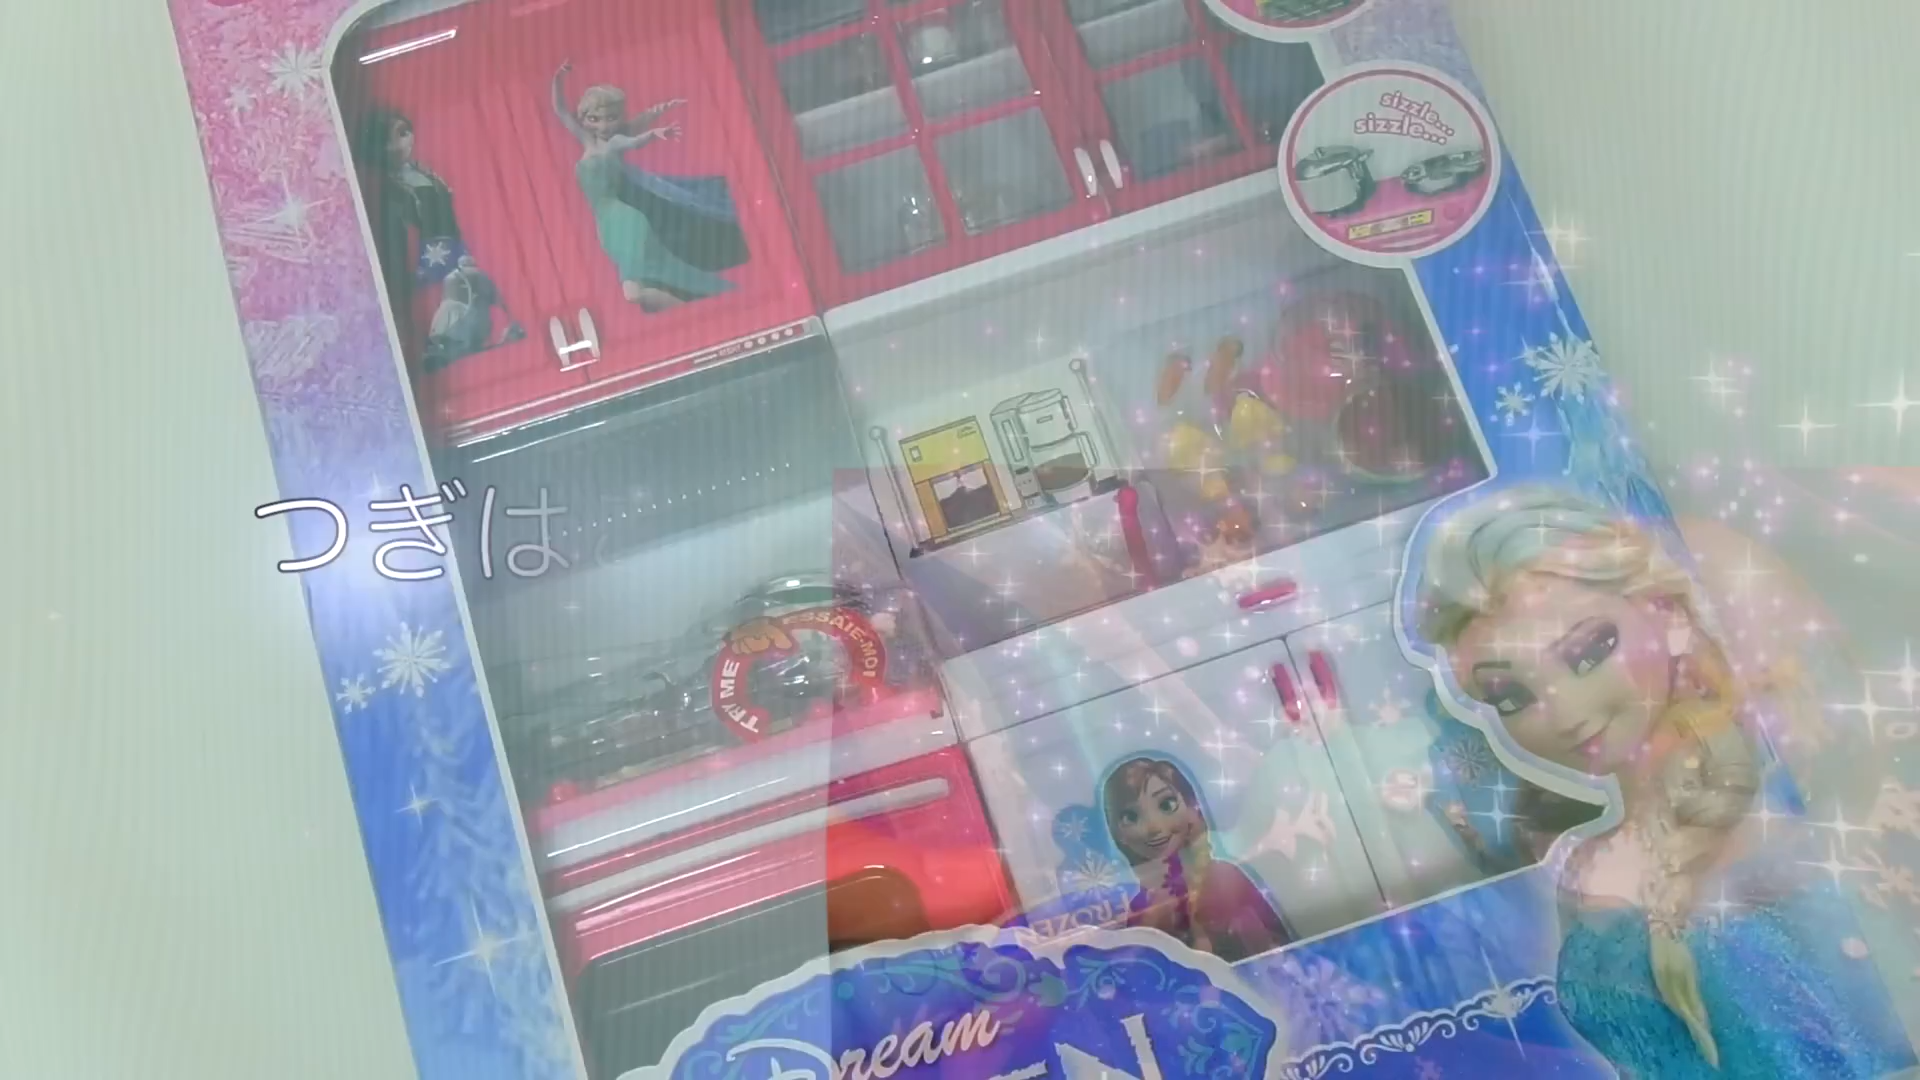 sizzle...
sizzle...
つぎは
TRY ME
ESSAIE-MOI
FROZEN
Dream